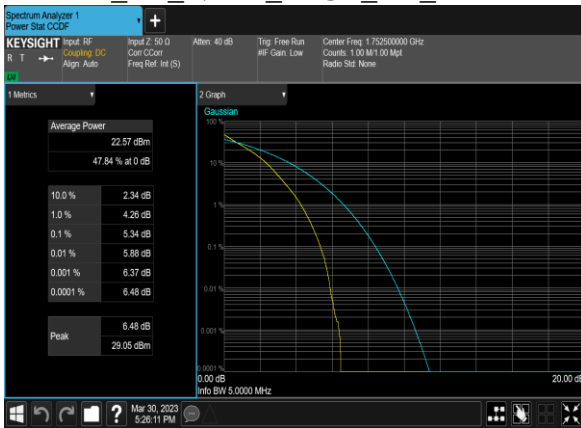 Spectrum Analyzer 1
Power Stat CCDF
+
KEYSIGHT
R T
Input: RF
Coupling: DC
Align: Auto
Input Z: 50 Ω
Corr CCorr
Freq Ref: Int (S)
Atten: 40 dB
Trig: Free Run
#IF Gain: Low
Center Freq: 1.752500000 GHz
Counts: 1.00 M/1.00 Mpt
Radio Std: None
1 Metrics
Average Power
22.57 dBm
47.84 % at 0 dB
10.0 % 2.34 dB
1.0 % 4.26 dB
0.1 % 5.34 dB
0.01 % 5.88 dB
0.001 % 6.37 dB
0.0001 % 6.48 dB
Peak
6.48 dB
29.05 dBm
2 Graph
Gaussian
100 %
10 %
1 %
0.1 %
0.01 %
0.001 %
0.0001 %
0.00 dB
20.00 dB
Info BW 5.0000 MHz
?
Mar 30, 2023
5:26:11 PM